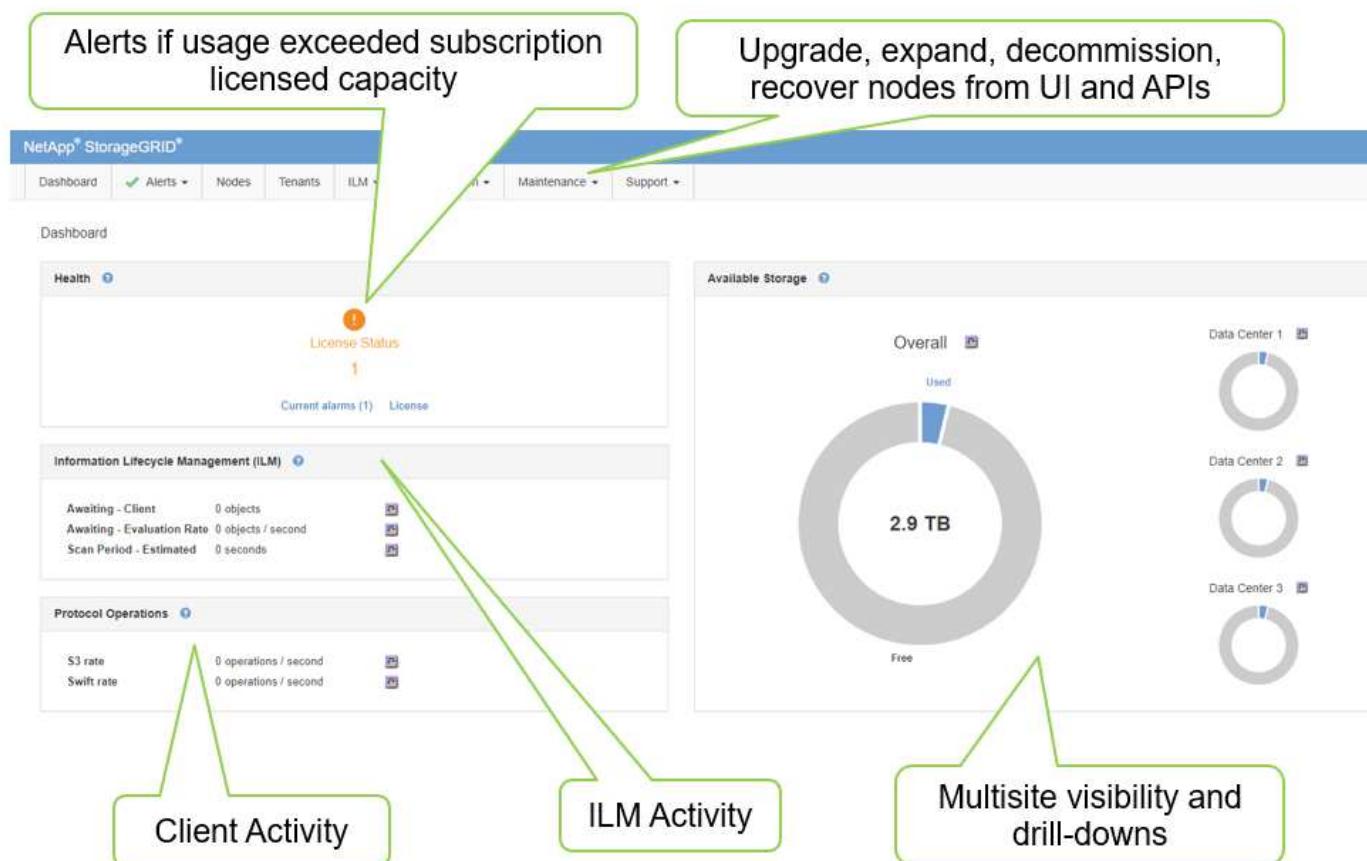 Alerts if usage exceeded subscription
licensed capacity
Upgrade, expand, decommission,
recover nodes from UI and APIs
NetApp® StorageGRID®
Dashboard
Alerts
Nodes
Tenants
ILM
Maintenance
Support
Dashboard
Health
License Status
1
Current alarms (1) License
Information Lifecycle Management (ILM)
Awaiting - Client 0 objects
Awaiting - Evaluation Rate 0 objects / second
Scan Period - Estimated 0 seconds
Protocol Operations
S3 rate 0 operations / second
Swift rate 0 operations / second
Available Storage
Overall
Used
2.9 TB
Free
Data Center 1
Data Center 2
Data Center 3
Client Activity
ILM Activity
Multisite visibility and
drill-downs